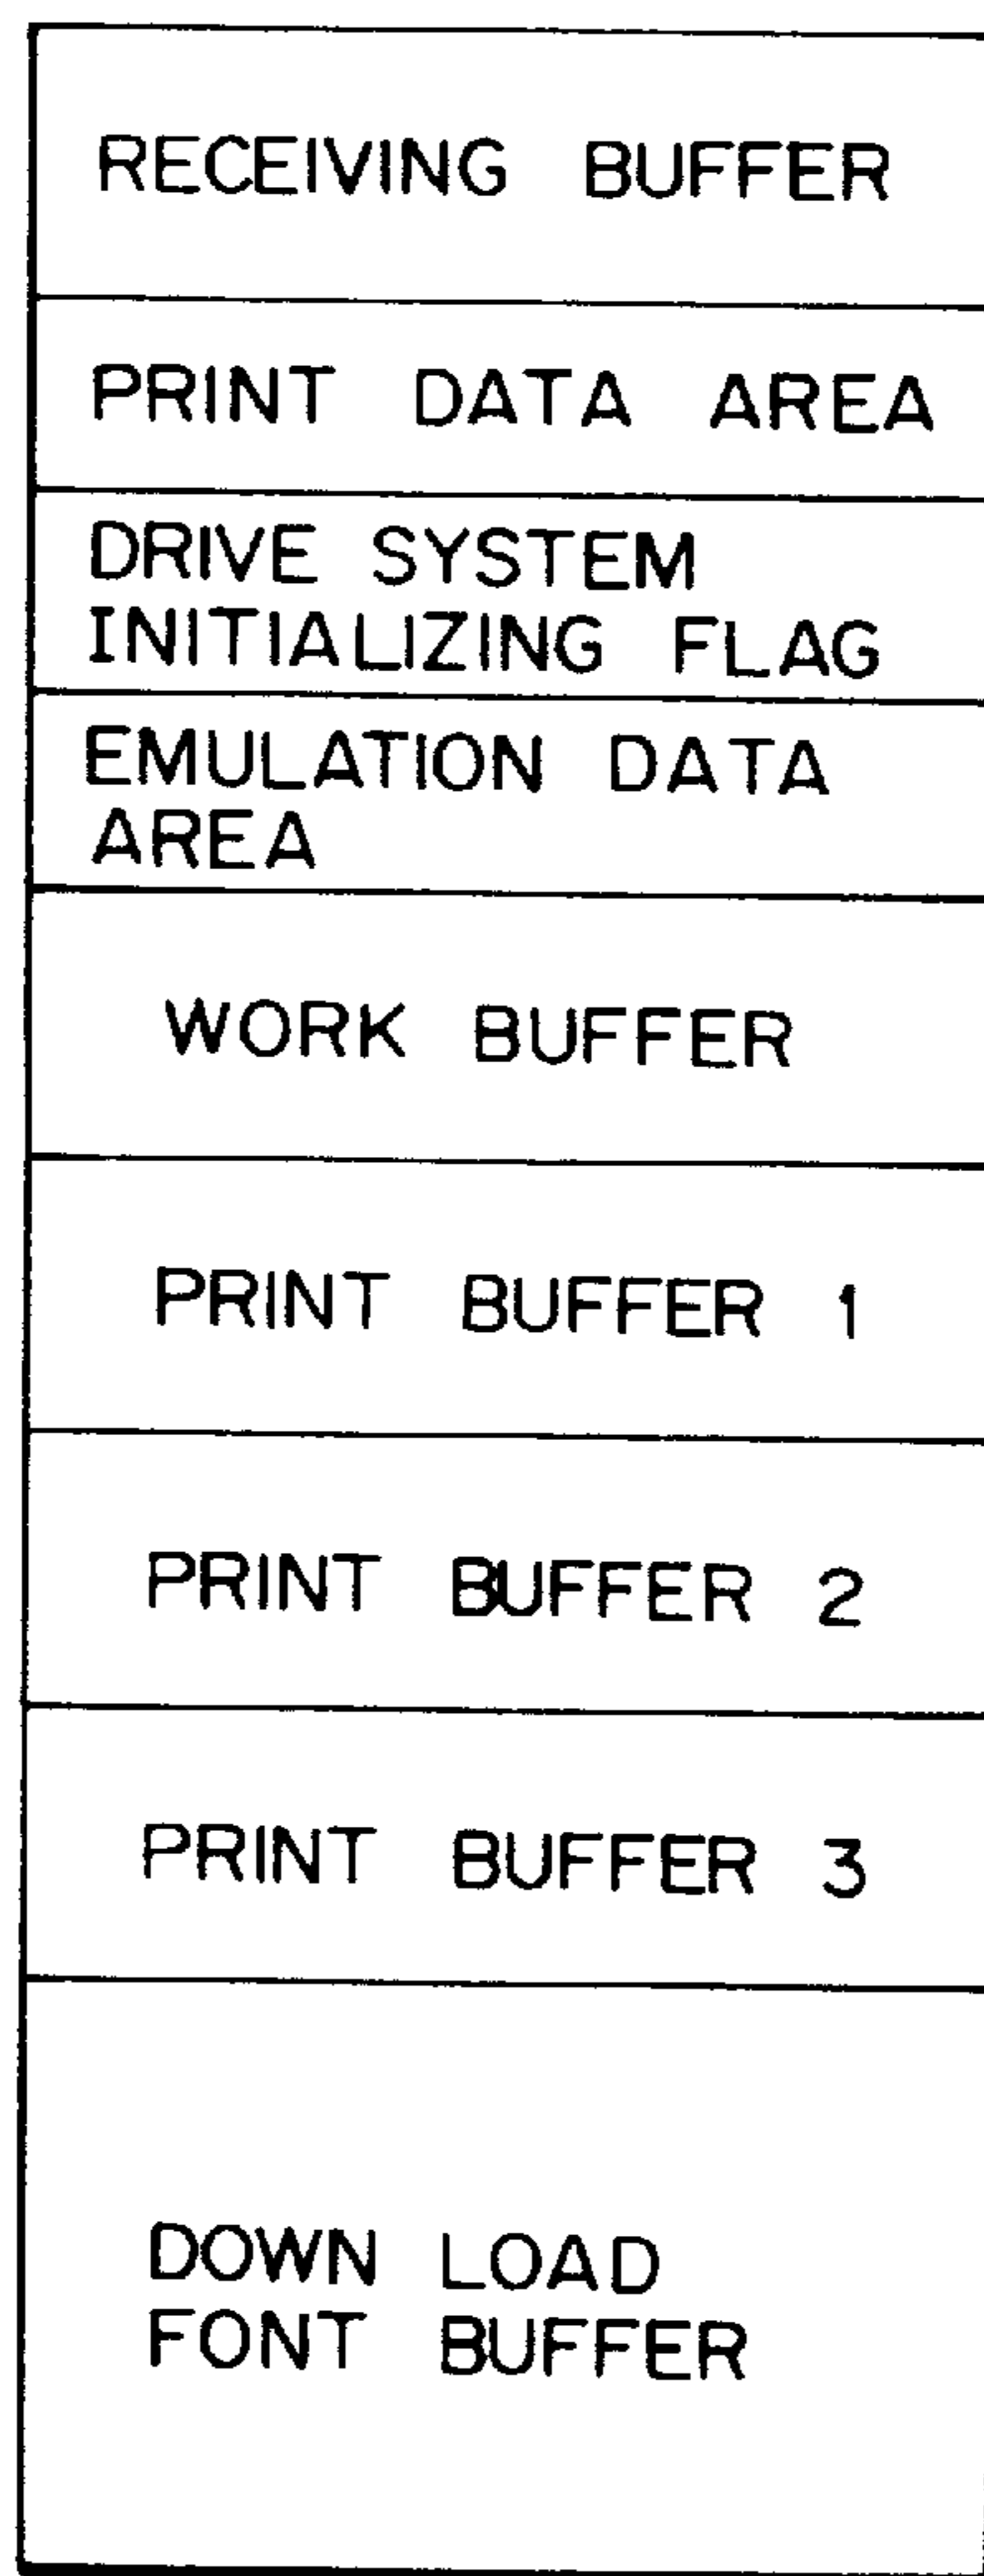 RECEIVING BUFFER
PRINT DATA AREA
DRIVE SYSTEM
INITIALIZING FLAG
EMULATION DATA
AREA
WORK BUFFER
PRINT BUFFER 1
PRINT BUFFER 2
PRINT BUFFER 3
DOWN LOAD
FONT BUFFER